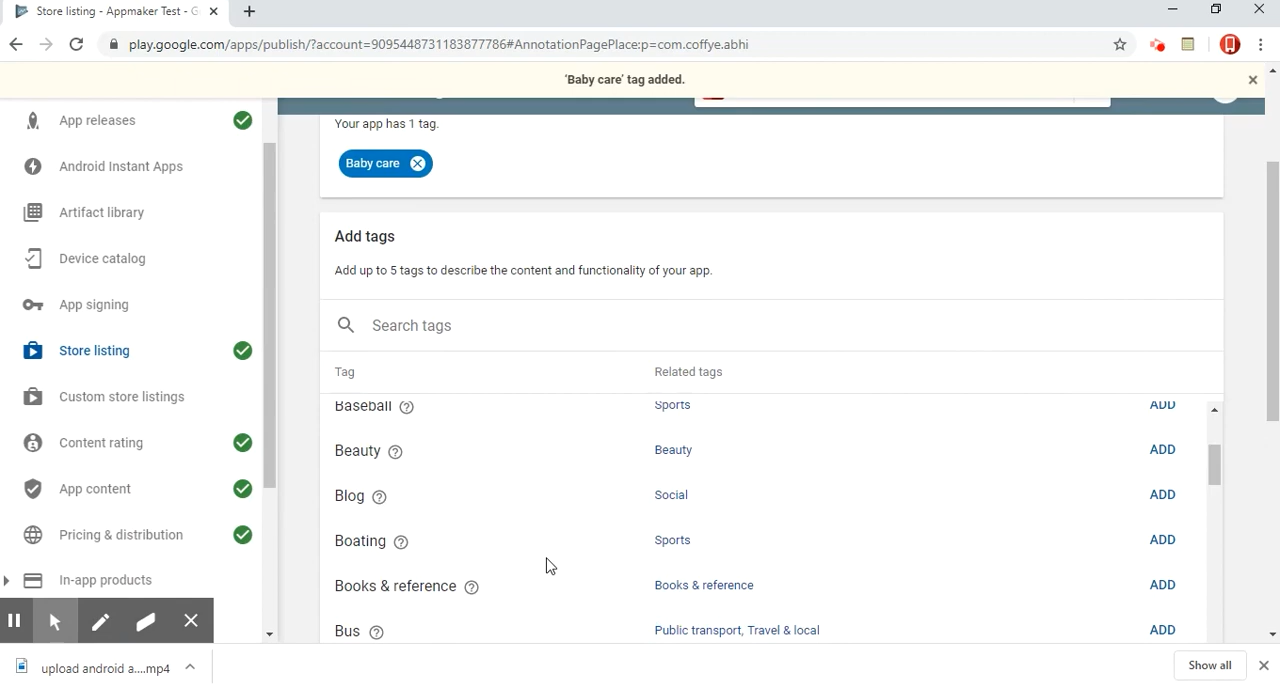 Store listing - Appmaker Test - G
play.google.com/apps/publish/?account=9095448731183877786#AnnotationPagePlace:p=com.coffye.abhi
'Baby care' tag added.
App releases
Android Instant Apps
Artifact library
Device catalog
App signing
Store listing
Custom store listings
Content rating
App content
Pricing & distribution
In-app products
Your app has 1 tag.
Baby care
Add tags
Add up to 5 tags to describe the content and functionality of your app.
Search tags
Tag Related tags
Baseball Sports ADD
Beauty Beauty ADD
Blog Social ADD
Boating Sports ADD
Books & reference Books & reference ADD
Bus Public transport, Travel & local ADD
upload android a....mp4
Show all